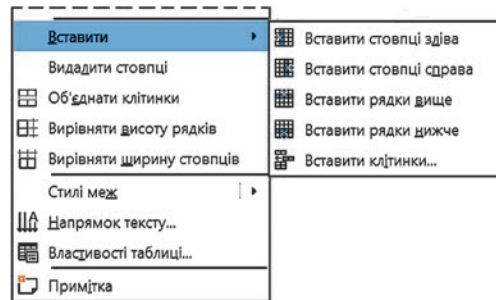 Вставити
Видалити стовпці
Об'єднати клітинки
Вирівняти висоту рядків
Вирівняти ширину стовпців
Стилі меж
Напрямок тексту...
Властивості таблиці...
Примітка
Вставити стовпці зліва
Вставити стовпці справа
Вставити рядки вище
Вставити рядки нижче
Вставити клітинки...